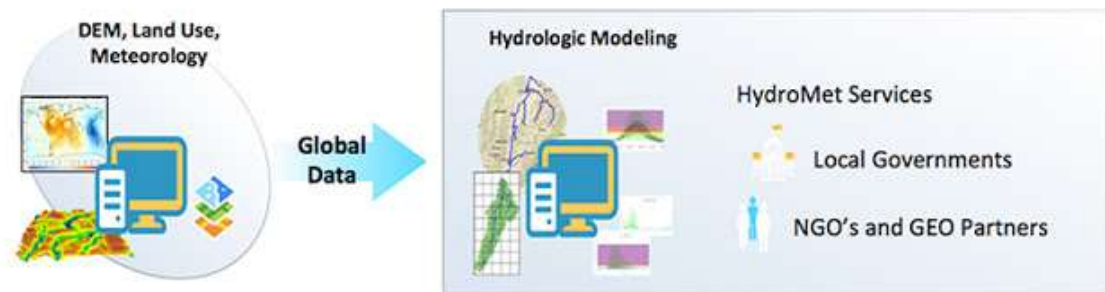 DEM, Land Use,
Meteorology
Global
Data
Hydrologic Modeling
HydroMet Services
Local Governments
NGO's and GEO Partners